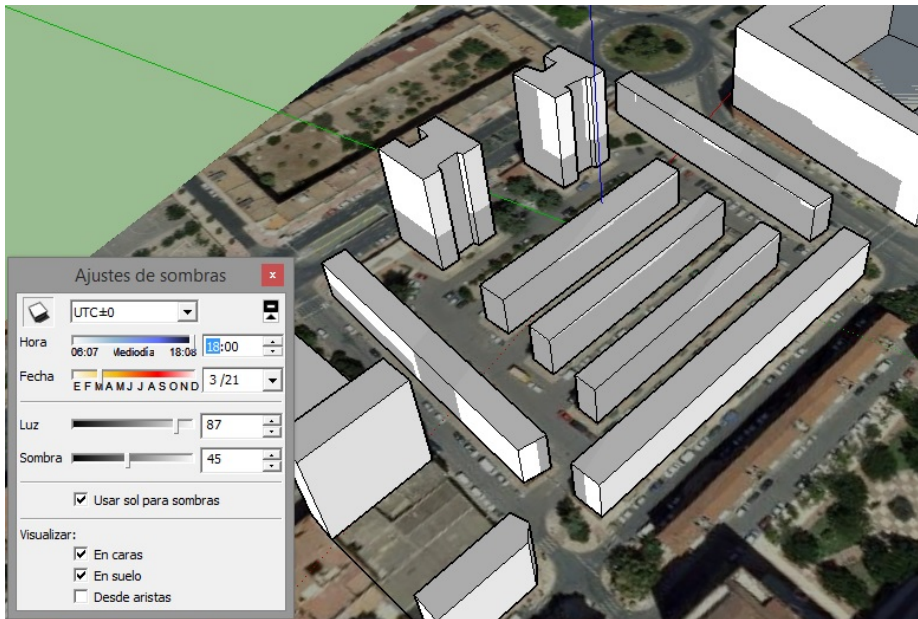 Ajustes de sombras
x
UTC±0
Hora
06:07 Mediodía 18:08
18:00
Fecha
E F M A M J J A S O N D
3 /21
Luz
87
Sombra
45
Usar sol para sombras
Visualizar:
En caras
En suelo
Desde aristas